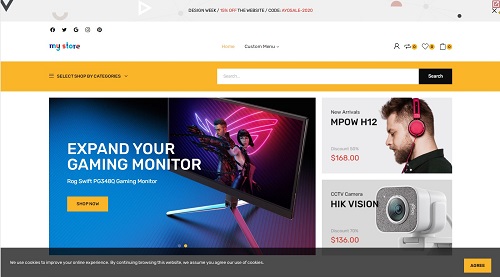 DESIGN WEEK / 15% OFF THE WEBSITE / CODE: AYOSALE-2020
my store
Home
Custom Menu
0
0
0
SELECT SHOP BY CATEGORIES
Search...
Search
EXPAND YOUR
GAMING MONITOR
Rog Swift PG348Q Gaming Monitor
SHOP NOW
New Arrivals
MPOW H12
Discount 50%
$168.00
CCTV Camera
HIK VISION
$136.00
We use cookies to improve your online experience. By continuing browsing this website, we assume you agree our use of cookies.
AGREE